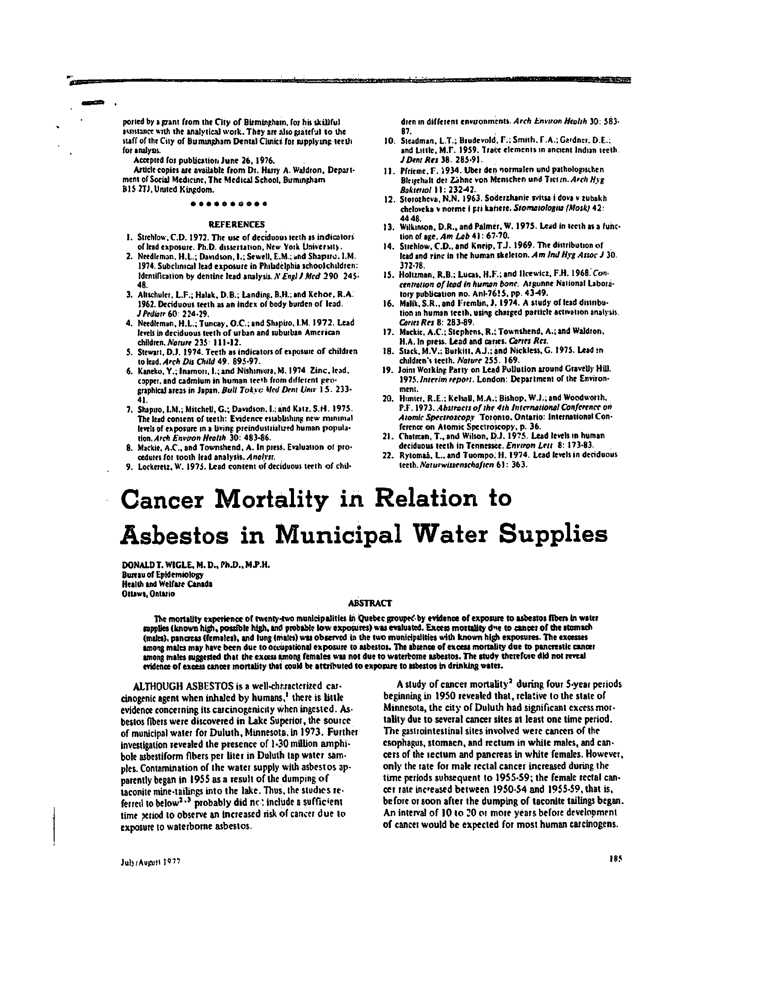 ported by a grant from the City of Birmingham, for his skillful
assistance with the analytical work. They are also grateful to the
staff of the City of Birmingham Dental Clinics for supplying teeth
for analysis.
Accepted for publication June 26, 1976.
Article copies are available from Dr. Harry A. Waldron, Depart-
ment of Social Medicine, The Medical School, Birmingham
B15 2TJ, United Kingdom.
REFERENCES
1. Strehlow, C.D. 1972. The use of deciduous teeth as indicators
of lead exposure. Ph.D. dissertation, New York University.
2. Needleman, H.L.; Davidson, I.; Sewell, E.M.; and Shapiro, I.M.
1974. Subclinical lead exposure in Philadelphia schoolchildren:
Identification by dentine lead analysis. N Engl J Med 290: 245-
48.
3. Altschuler, L.F.; Halak, D.B.; Landing, B.H.; and Kehoe, R.A.
1962. Deciduous teeth as an index of body burden of lead.
J Pediatr 60: 224-29.
4. Needleman, H.L.; Tuncay, O.C.; and Shapiro, I.M. 1972. Lead
levels in deciduous teeth of urban and suburban American
children. Nature 235: 111-12.
5. Stewart, D.J. 1974. Teeth as indicators of exposure of children
to lead. Arch Dis Child 49: 895-97.
6. Kaneko, Y.; Inamori, I.; and Nishimura, M. 1974. Zinc, lead,
copper, and cadmium in human teeth from different geo-
graphical areas in Japan. Bull Tokyo Med Dent Univ 15: 233-
41.
7. Shapiro, I.M.; Mitchell, G.; Davidson, I.; and Katz, S.H. 1975.
The lead content of teeth: Evidence establishing new minimal
levels of exposure in a living preindustrialized human popula-
tion. Arch Environ Health 30: 483-86.
8. Mackie, A.C., and Townshend, A. In press. Evaluation of pro-
cedures for tooth lead analysis. Analyst.
9. Lockeretz, W. 1975. Lead content of deciduous teeth of chil-
dren in different environments. Arch Environ Health 30: 583-
87.
10. Steadman, L.T.; Brudevold, F.; Smith, F.A.; Gardner, D.E.;
and Little, M.F. 1959. Trace elements in ancient Indian teeth.
J Dent Res 38: 285-91.
11. Pfrieme, F. 1934. Uber den normalen und pathologischen
Bleigehalt der Zähne von Menschen und Tieren. Arch Hyg
Bakteriol 11: 232-42.
12. Storozheva, N.N. 1963. Soderzhanie svitsa i dova v zubakh
cheloveka v norme i pri kariere. Stomatologiia (Mosk) 42:
44-48.
13. Wilkinson, D.R., and Palmer, W. 1975. Lead in teeth as a func-
tion of age. Am Lab 41: 67-70.
14. Strehlow, C.D., and Kneip, T.J. 1969. The distribution of
lead and zinc in the human skeleton. Am Ind Hyg Assoc J 30:
372-78.
15. Holtzman, R.B.; Lucas, H.F.; and Ilcewicz, F.H. 1968. Con-
centration of lead in human bone. Argonne National Labora-
tory publication no. Anl-7615, pp. 43-49.
16. Malik, S.R., and Fremlin, J. 1974. A study of lead distribu-
tion in human teeth, using charged particle activation analysis.
Caries Res 8: 283-89.
17. Mackie, A.C.; Stephens, R.; Townshend, A.; and Waldron,
H.A. In press. Lead and caries. Caries Res.
18. Stack, M.V.; Burkitt, A.J.; and Nickless, G. 1975. Lead in
children's teeth. Nature 255: 169.
19. Joint Working Party on Lead Pollution around Gravelly Hill.
1975. Interim report. London: Department of the Environ-
ment.
20. Hunter, R.E.; Kelsall, M.A.; Bishop, W.J.; and Woodworth,
P.F. 1973. Abstracts of the 4th International Conference on
Atomic Spectroscopy. Toronto, Ontario: International Con-
ference on Atomic Spectroscopy, p. 36.
21. Chatman, T., and Wilson, D.J. 1975. Lead levels in human
deciduous teeth in Tennessee. Environ Lett 8: 173-83.
22. Rytomaä, L., and Tuompo, H. 1974. Lead levels in deciduous
teeth. Naturwissenschaften 61: 363.
Cancer Mortality in Relation to
Asbestos in Municipal Water Supplies
DONALD T. WIGLE, M. D., Ph.D., M.P.H.
Bureau of Epidemiology
Health and Welfare Canada
Ottawa, Ontario
ABSTRACT
The mortality experience of twenty-two municipalities in Quebec grouped by evidence of exposure to asbestos fibers in water
supplies (known high, possible high, and probable low exposures) was evaluated. Excess mortality due to cancer of the stomach
(males), pancreas (females), and lung (males) was observed in the two municipalities with known high exposures. The excesses
among males may have been due to occupational exposure to asbestos. The absence of excess mortality due to pancreatic cancer
among males suggested that the excess among females was not due to waterborne asbestos. The study therefore did not reveal
evidence of excess cancer mortality that could be attributed to exposure to asbestos in drinking water.
ALTHOUGH ASBESTOS is a well-characterized car-
cinogenic agent when inhaled by humans,¹ there is little
evidence concerning its carcinogenicity when ingested. As-
bestos fibers were discovered in Lake Superior, the source
of municipal water for Duluth, Minnesota, in 1973. Further
investigation revealed the presence of 1-30 million amphi-
bole asbestiform fibers per liter in Duluth tap water sam-
ples. Contamination of the water supply with asbestos ap-
parently began in 1955 as a result of the dumping of
taconite mine-tailings into the lake. Thus, the studies re-
ferred to below²,³ probably did not include a sufficient
time period to observe an increased risk of cancer due to
exposure to waterborne asbestos.
A study of cancer mortality² during four 5-year periods
beginning in 1950 revealed that, relative to the state of
Minnesota, the city of Duluth had significant excess mor-
tality due to several cancer sites at least one time period.
The gastrointestinal sites involved were cancers of the
esophagus, stomach, and rectum in white males, and can-
cers of the rectum and pancreas in white females. However,
only the rate for male rectal cancer increased during the
time periods subsequent to 1955-59; the female rectal can-
cer rate increased between 1950-54 and 1955-59, that is,
before or soon after the dumping of taconite tailings began.
An interval of 10 to 20 or more years before development
of cancer would be expected for most human carcinogens.
July/August 1977
185